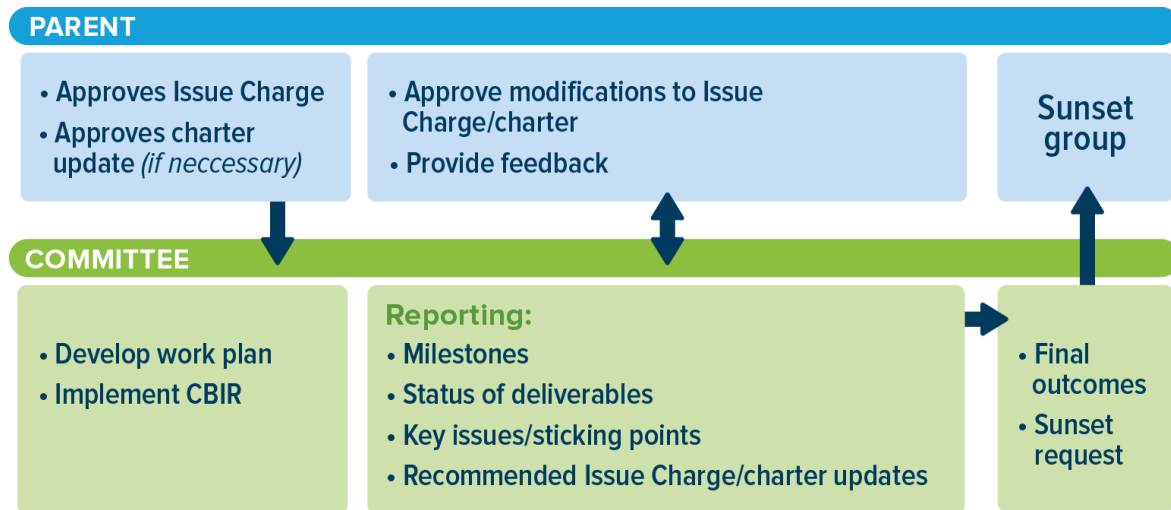 PARENT
• Approves Issue Charge
• Approves charter
update (if neccessary)
• Approve modifications to Issue
Charge/charter
• Provide feedback
Sunset
group
COMMITTEE
• Develop work plan
• Implement CBIR
Reporting:
• Milestones
• Status of deliverables
• Key issues/sticking points
• Recommended Issue Charge/charter updates
• Final
outcomes
• Sunset
request